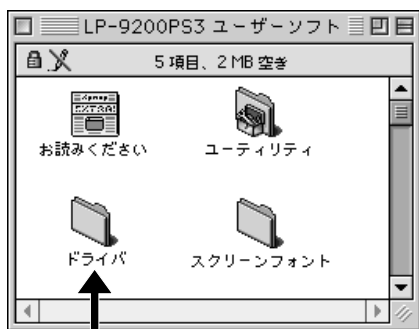 LP-9200PS3 ユーザーソフト
5 項目、2 MB 空き
EXTRA!
お読みください
ユーティリティ
ドライバ
スクリーンフォント